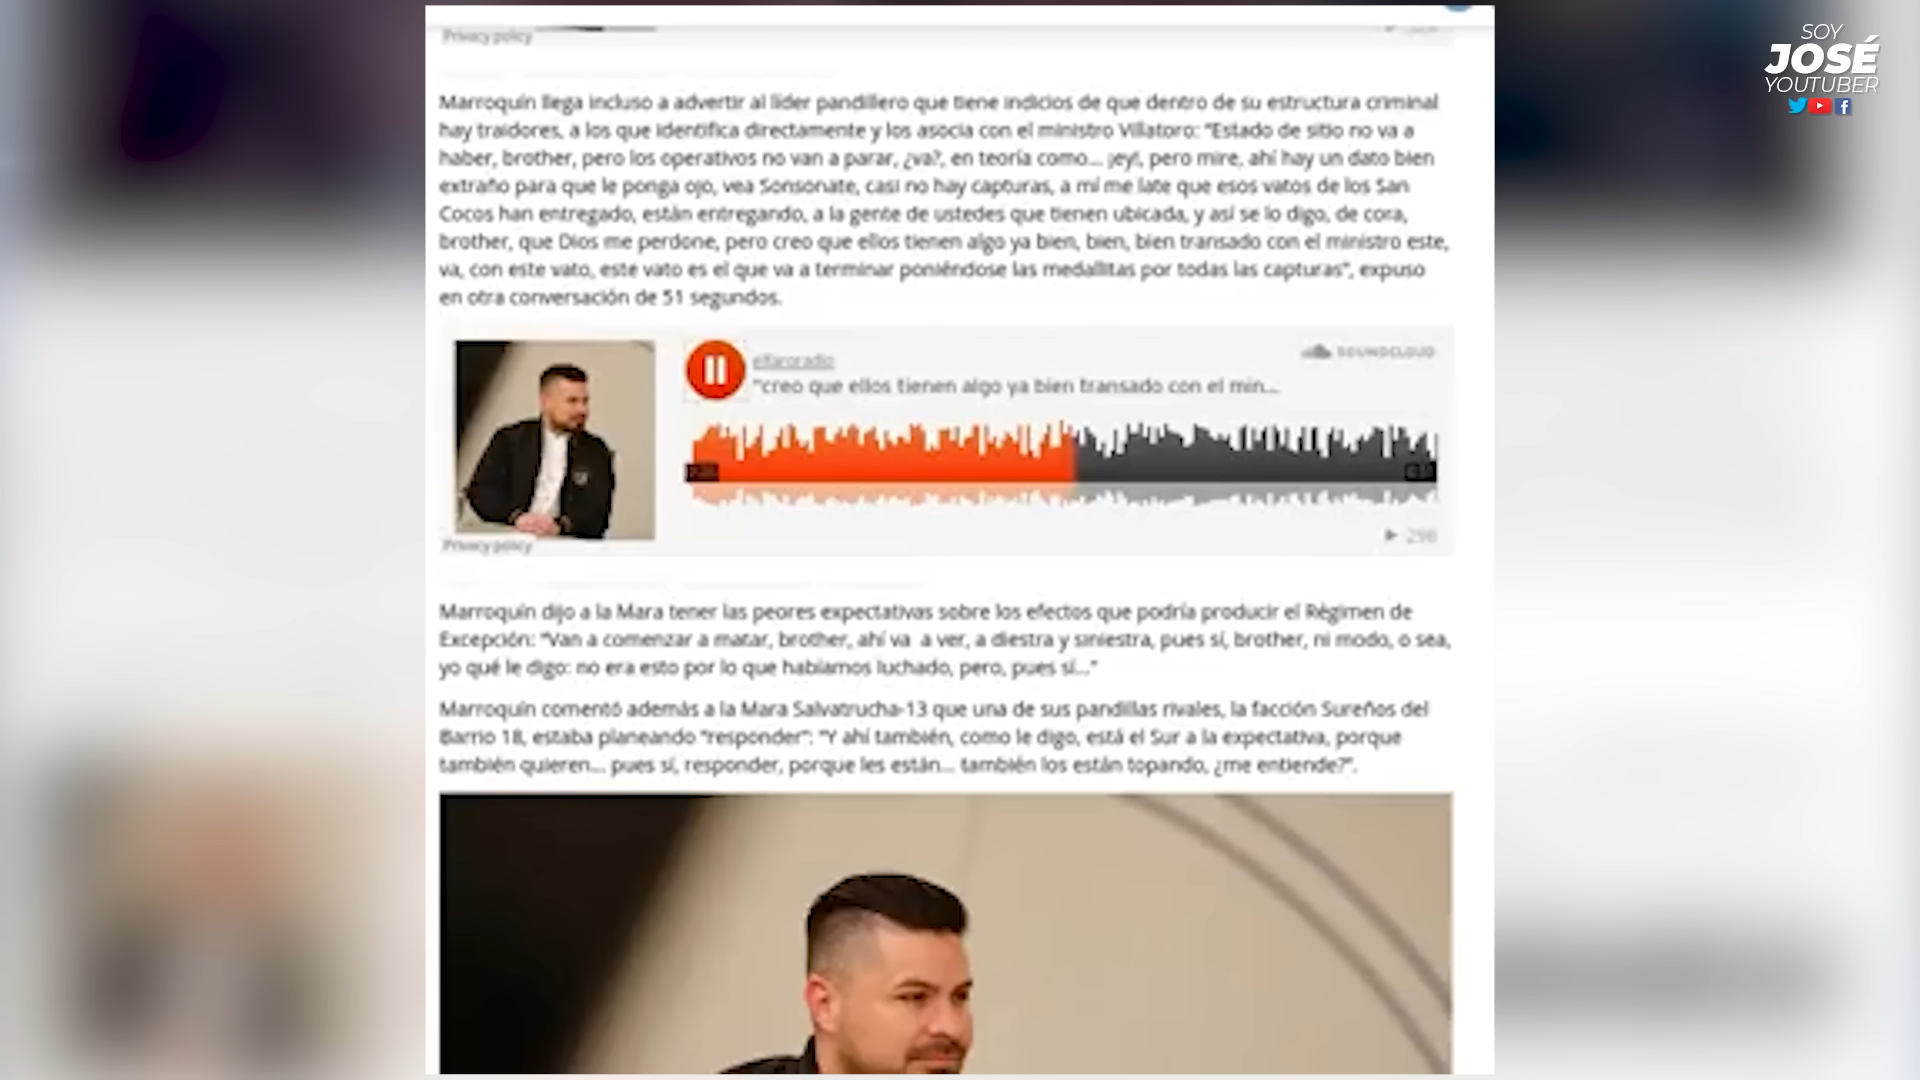 SOY
JOSÉ
YOUTUBER
Privacy policy
Marroquín llega incluso a advertir al líder pandillero que tiene indicios de que dentro de su estructura criminal
hay traidores, a los que identifica directamente y los asocia con el ministro Villatoro: “Estado de sitio no va a
haber, brother, pero los operativos no van a parar, ¿va?, en teoría como... ¡ey!, pero mire, ahí hay un dato bien
extraño para que le ponga ojo, vea Sonsonate, casi no hay capturas, a mí me late que esos vatos de los San
Cocos han entregado, están entregando, a la gente de ustedes que tienen ubicada, y así se lo digo, de cora,
brother, que Dios me perdone, pero creo que ellos tienen algo ya bien, bien, bien transado con el ministro este,
va, con este vato, este vato es el que va a terminar poniéndose las medallitas por todas las capturas”, expuso
en otra conversación de 51 segundos.
elfaroradio
SOUNDCLOUD
"creo que ellos tienen algo ya bien transado con el min...
298
Privacy policy
Marroquín dijo a la Mara tener las peores expectativas sobre los efectos que podría producir el Régimen de
Excepción: “Van a comenzar a matar, brother, ahí va a ver, a diestra y siniestra, pues sí, brother, ni modo, o sea,
yo qué le digo: no era esto por lo que habíamos luchado, pero, pues sí...”
Marroquín comentó además a la Mara Salvatrucha-13 que una de sus pandillas rivales, la facción Sureños del
Barrio 18, estaba planeando “responder”: “Y ahí también, como le digo, está el Sur a la expectativa, porque
también quieren... pues sí, responder, porque les están... también los están topando, ¿me entiende?”.